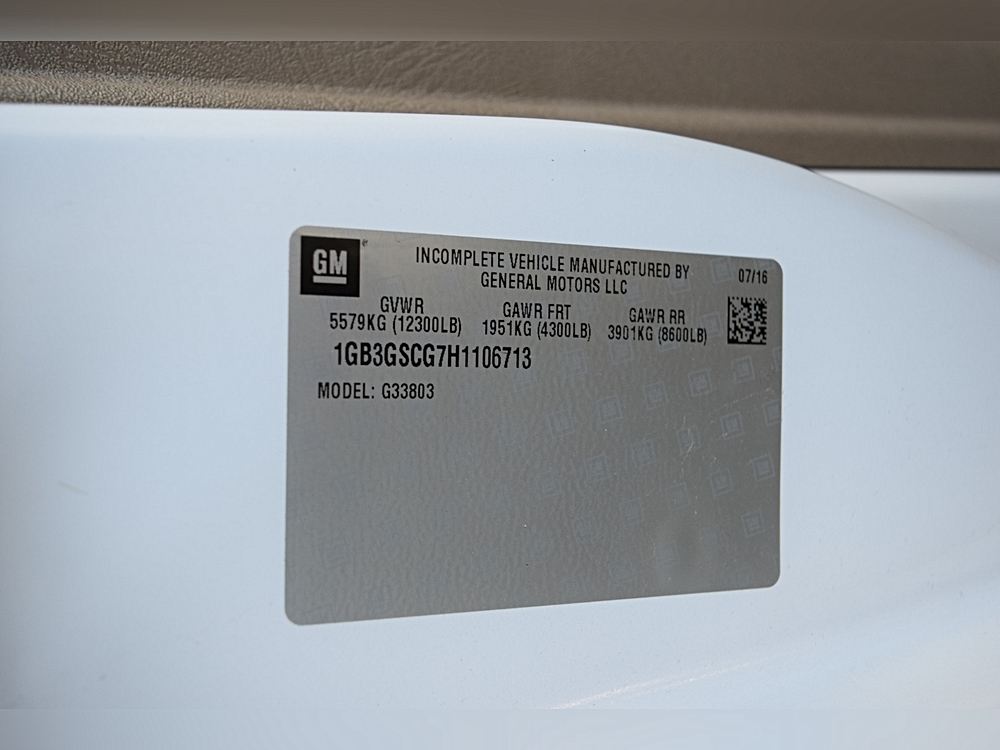 GM
INCOMPLETE VEHICLE MANUFACTURED BY
GENERAL MOTORS LLC
07/16
GVWR GAWR FRT GAWR RR
5579KG (12300LB) 1951KG (4300LB) 3901KG (8600LB)
1GB3GSCG7H1106713
MODEL: G33803